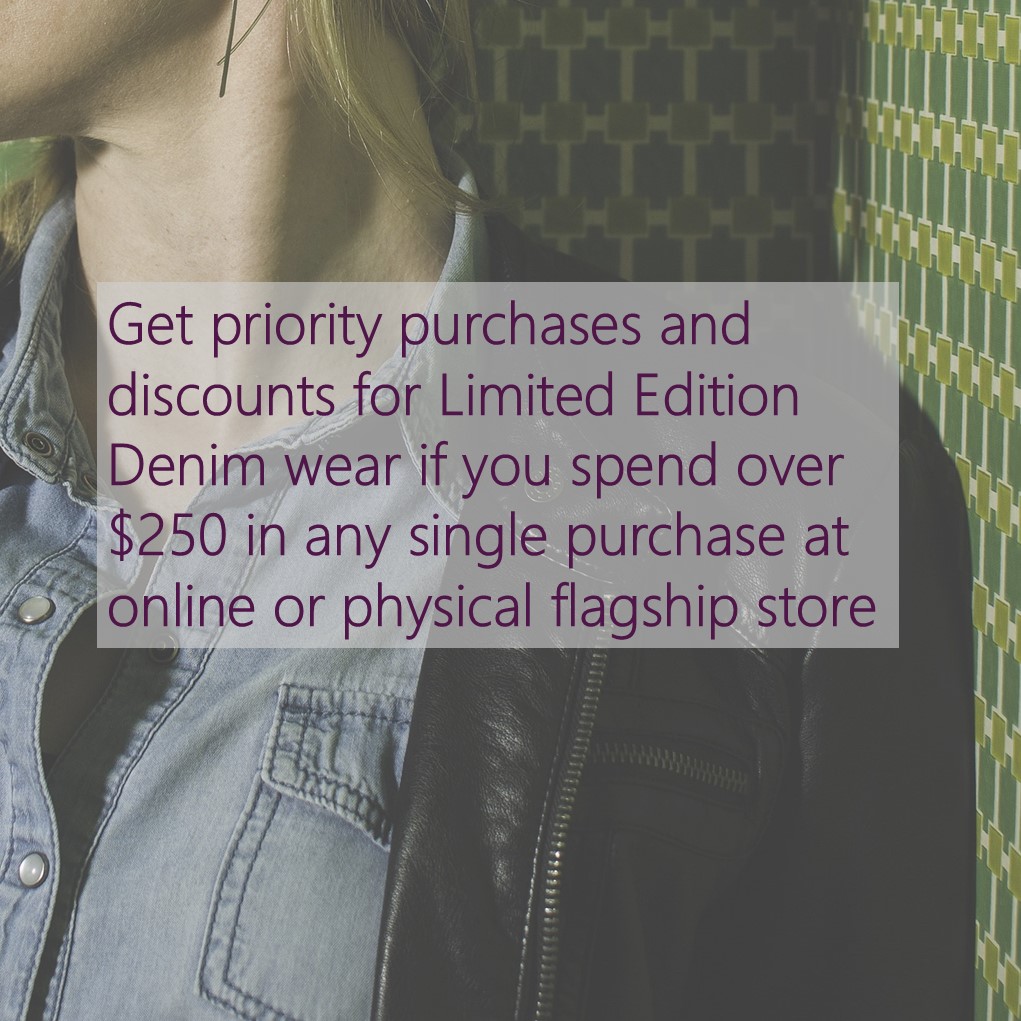 Get priority purchases and
discounts for Limited Edition
Denim wear if you spend over
$250 in any single purchase at
online or physical flagship store